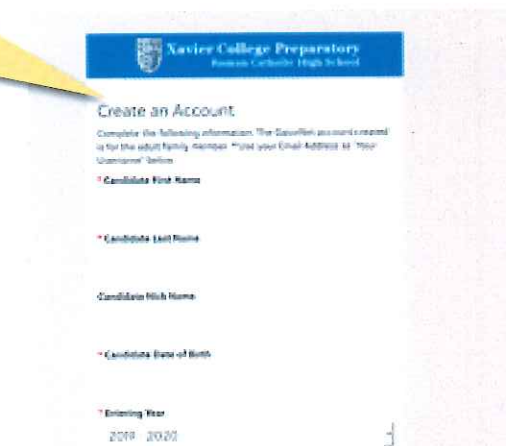 Xavier College Preparatory
Roman Catholic High School
Create an Account
Complete the following information. The GatorNet account created
is for the adult family member. **Use your Email Address as "Your
Username" below
* Candidate First Name
* Candidate Last Name
Candidate Nick Name
* Candidate Date of Birth
* Entering Year
2019 2020